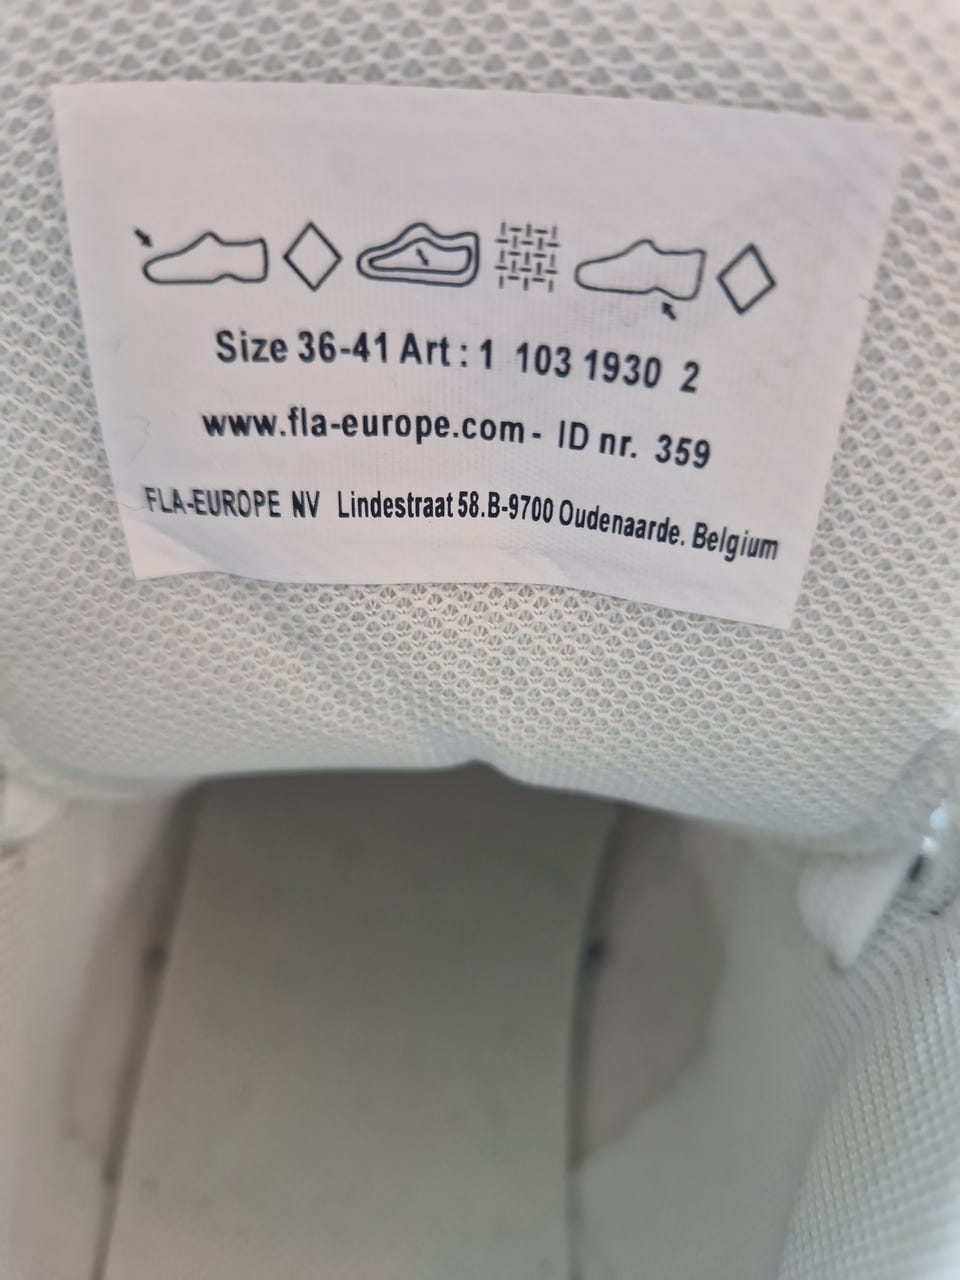 Size 36-41 Art : 1 103 1930 2
www.fla-europe.com - ID nr. 359
FLA-EUROPE NV Lindestraat 58.B-9700 Oudenaarde. Belgium